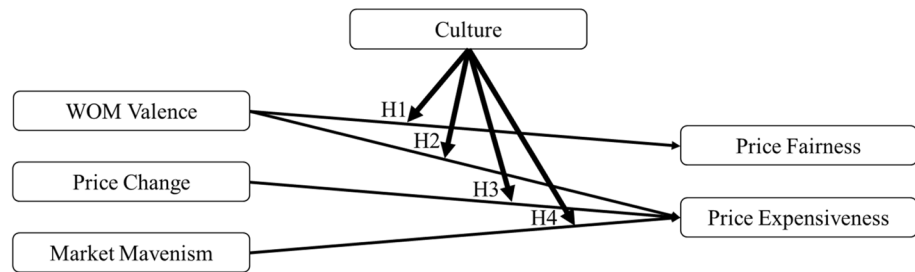 Culture
H1
WOM Valence
H2
Price Fairness
Price Change
H3
Price Expensiveness
H4
Market Mavenism